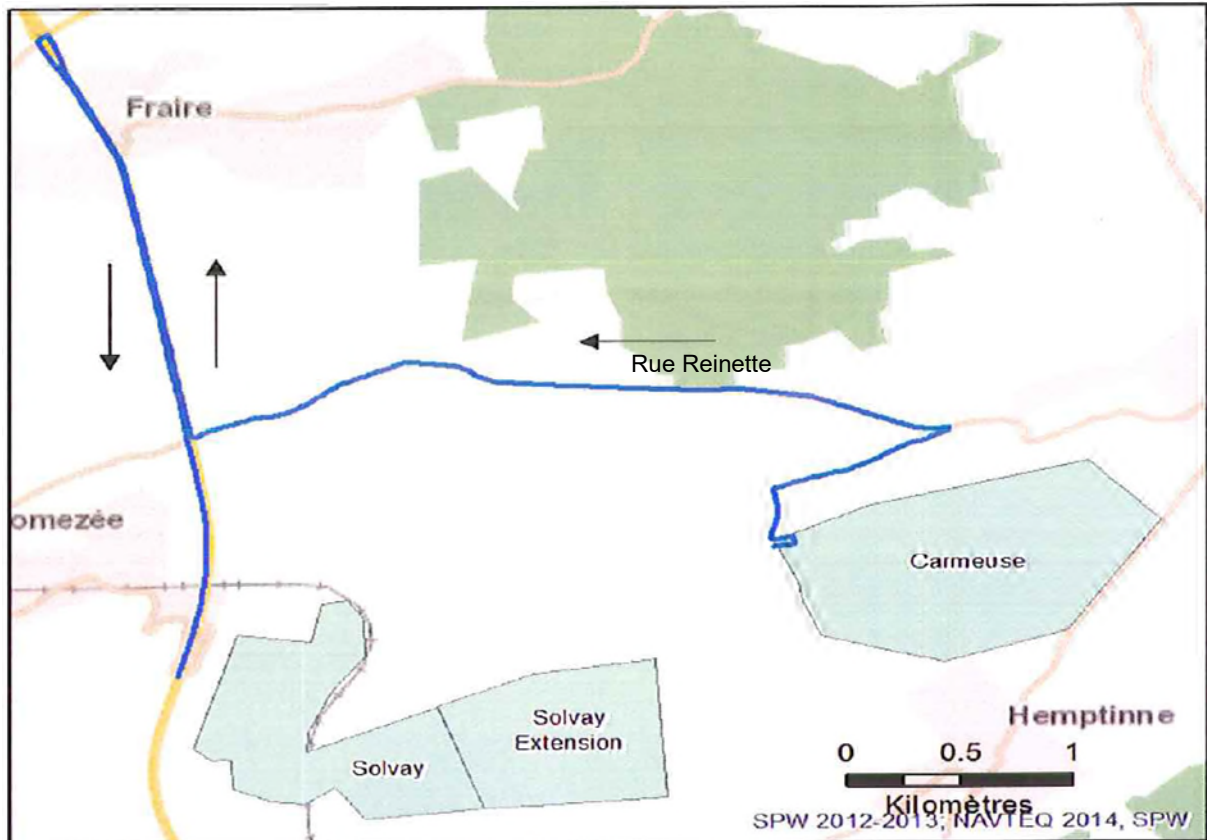 Fraire
Rue Reinette
omezée
Carmeuse
Solvay
Extension
Solvay
Hemptinne
0 0.5 1
Kilomètres
SPW 2012-2013; NAVTEQ 2014, SPW